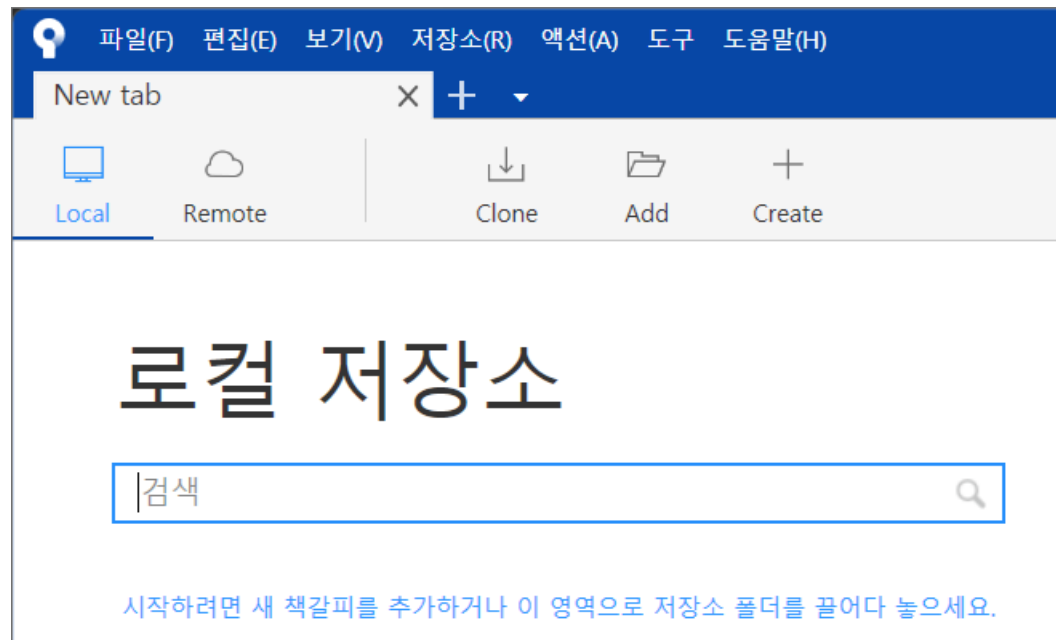 파일(F) 편집(E) 보기(V) 저장소(R) 액션(A) 도구 도움말(H)
New tab
Local Remote Clone Add Create
로컬 저장소
검색
시작하려면 새 책갈피를 추가하거나 이 영역으로 저장소 폴더를 끌어다 놓으세요.